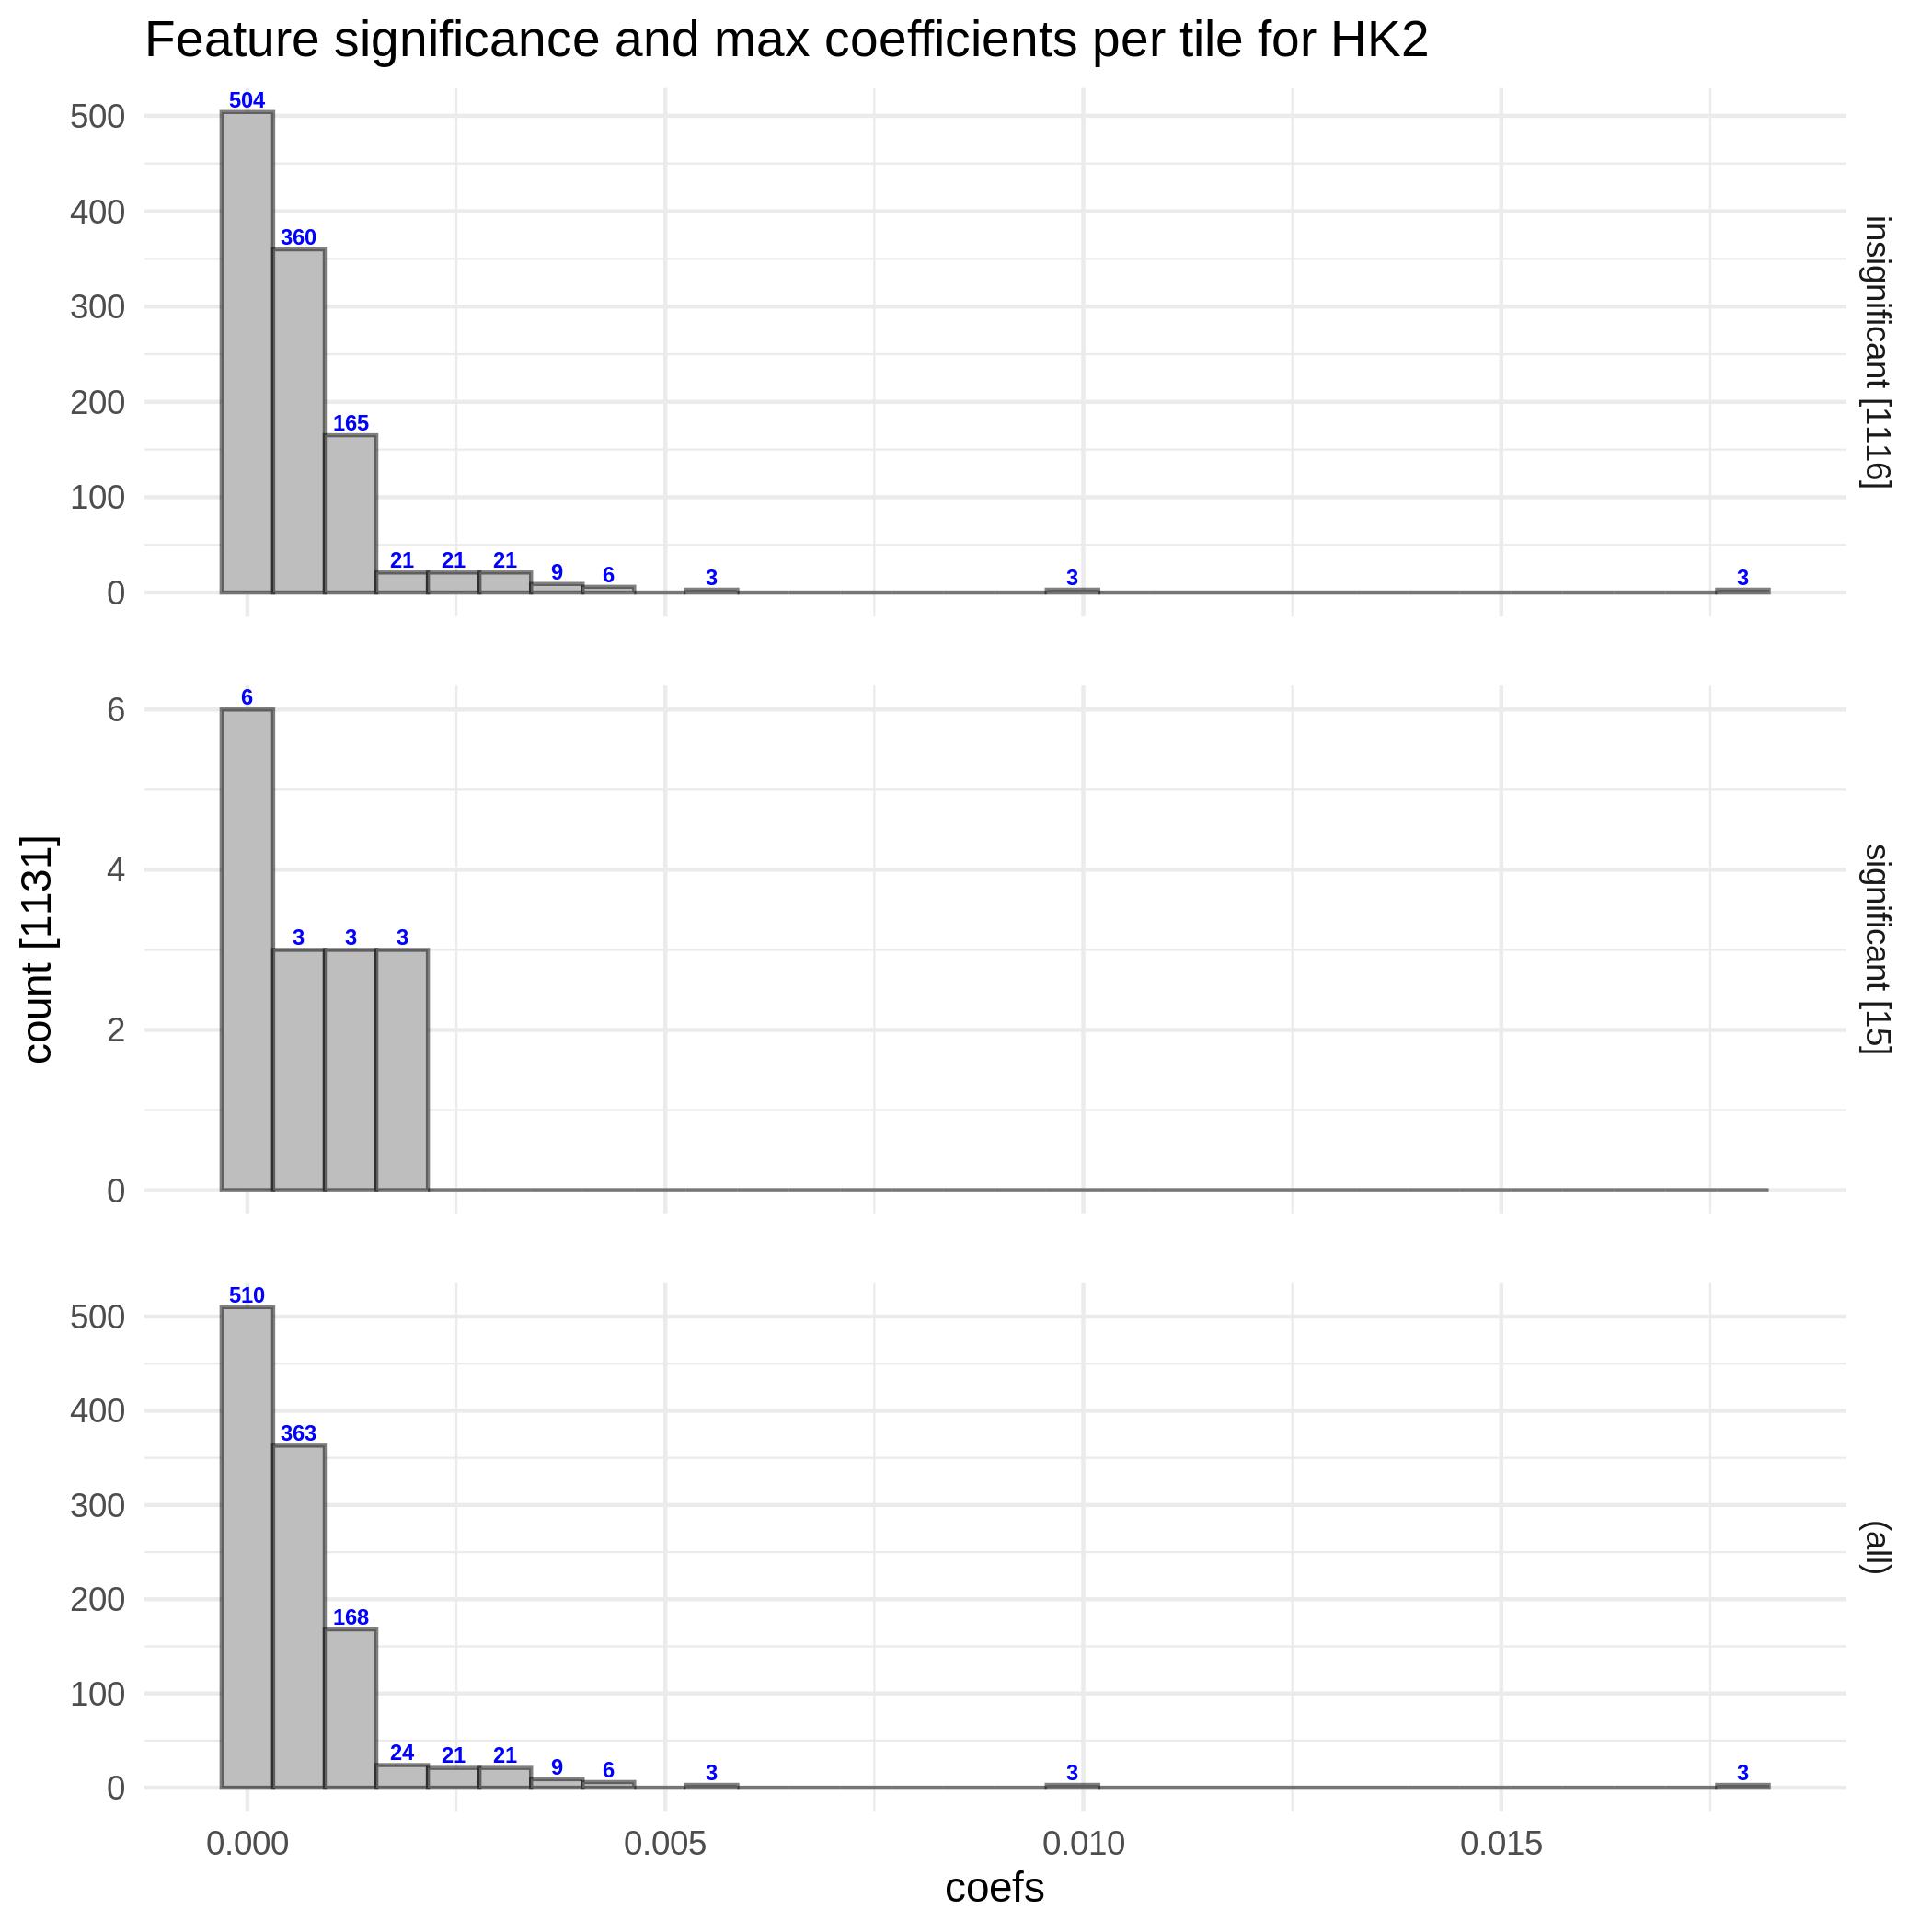 Feature significance and max coefficients per tile for HK2
504
500
360
400
300
165
200
100
21 21 21 9 6 3 3 3
0
insignificant [1116]
6
6
4
3 3 3
2
0
significant [15]
count [1131]
510
500
363
400
300
168
200
100
24 21 21 9 6 3 3 3
0
(all)
0.000 0.005 0.010 0.015
coefs